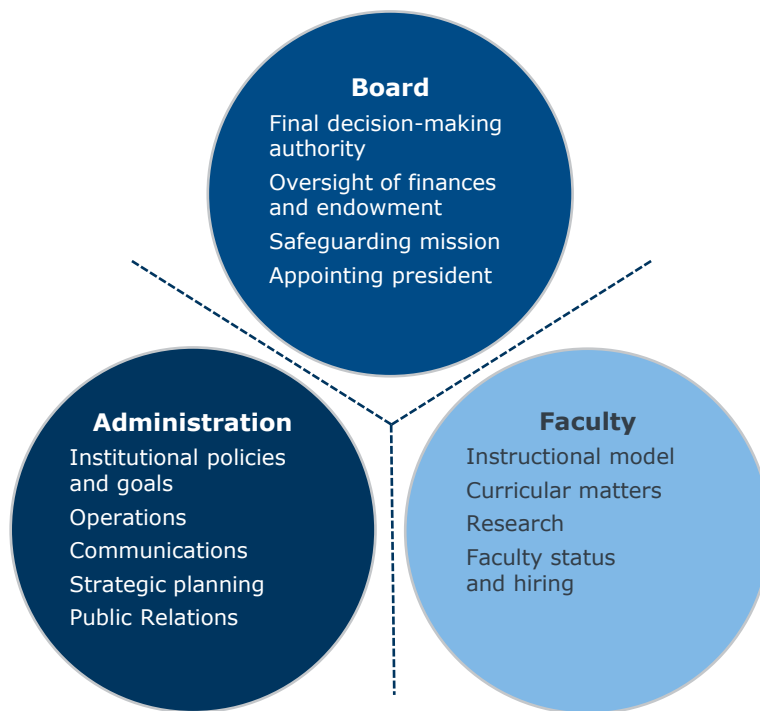 Board
Final decision-making
authority
Oversight of finances
and endowment
Safeguarding mission
Appointing president
Administration
Institutional policies
and goals
Operations
Communications
Strategic planning
Public Relations
Faculty
Instructional model
Curricular matters
Research
Faculty status
and hiring